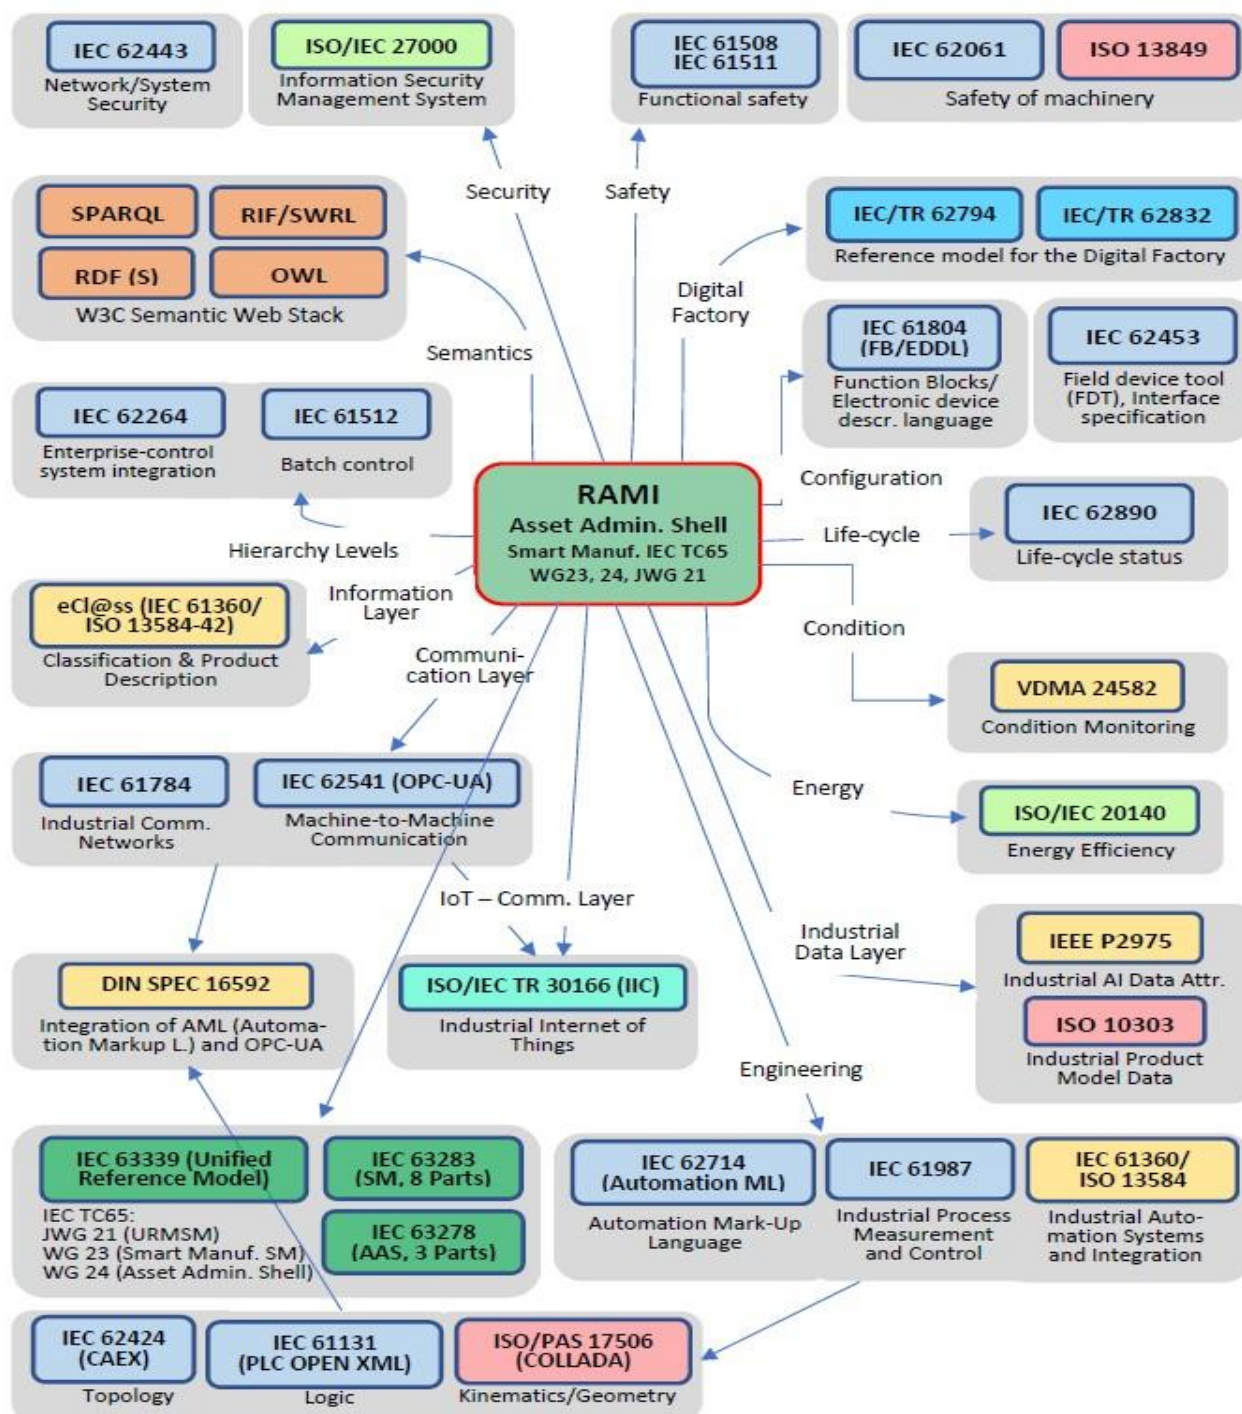 IEC 62443
Network/System
Security
ISO/IEC 27000
Information Security
Management System
IEC 61508
IEC 61511
Functional safety
IEC 62061
ISO 13849
Safety of machinery
Security
Safety
SPARQL
RIF/SWRL
RDF (S)
OWL
W3C Semantic Web Stack
IEC/TR 62794
IEC/TR 62832
Reference model for the Digital Factory
Digital
Factory
Semantics
IEC 61804
(FB/EDDL)
Function Blocks/
Electronic device
descr. language
IEC 62453
Field device tool
(FDT), Interface
specification
IEC 62264
Enterprise-control
system integration
IEC 61512
Batch control
RAMI
Asset Admin. Shell
Smart Manuf. IEC TC65
WG23, 24, JWG 21
Configuration
Hierarchy Levels
Life-cycle
IEC 62890
Life-cycle status
Information
Layer
eCl@ss (IEC 61360/
ISO 13584-42)
Classification & Product
Description
Communi-
cation Layer
Condition
VDMA 24582
Condition Monitoring
IEC 61784
Industrial Comm.
Networks
IEC 62541 (OPC-UA)
Machine-to-Machine
Communication
Energy
ISO/IEC 20140
Energy Efficiency
IoT – Comm. Layer
Industrial
Data Layer
IEEE P2975
Industrial AI Data Attr.
ISO 10303
Industrial Product
Model Data
DIN SPEC 16592
Integration of AML (Automa-
tion Markup L.) and OPC-UA
ISO/IEC TR 30166 (IIC)
Industrial Internet of
Things
Engineering
IEC 63339 (Unified
Reference Model)
IEC TC65:
JWG 21 (URMSM)
WG 23 (Smart Manuf. SM)
WG 24 (Asset Admin. Shell)
IEC 63283
(SM, 8 Parts)
IEC 63278
(AAS, 3 Parts)
IEC 62714
(Automation ML)
Automation Mark-Up
Language
IEC 61987
Industrial Process
Measurement
and Control
IEC 61360/
ISO 13584
Industrial Auto-
mation Systems
and Integration
IEC 62424
(CAEX)
Topology
IEC 61131
(PLC OPEN XML)
Logic
ISO/PAS 17506
(COLLADA)
Kinematics/Geometry